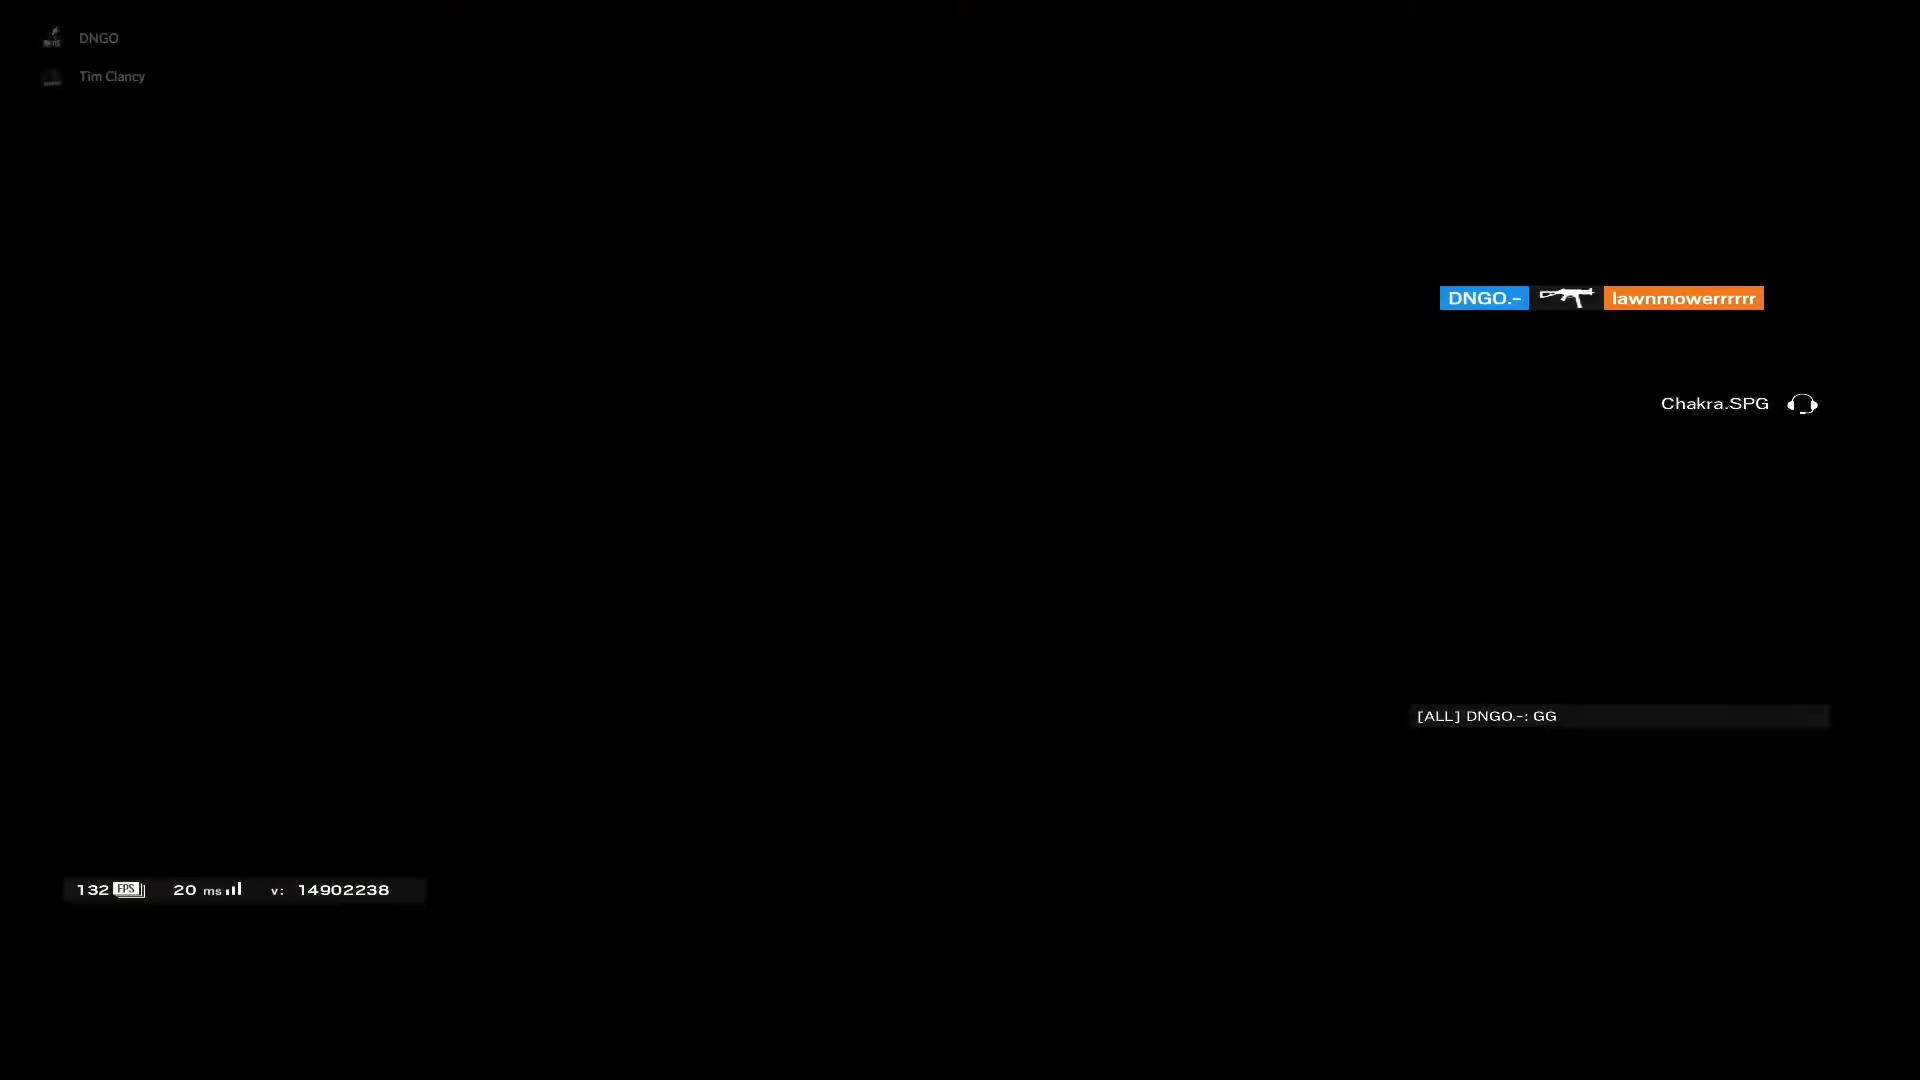 DNGO
Tim Clancy
DNGO.-
lawnmowerrrrrr
Chakra.SPG
[ALL] DNGO.-: GG
132 FPS 20 ms v: 14902238